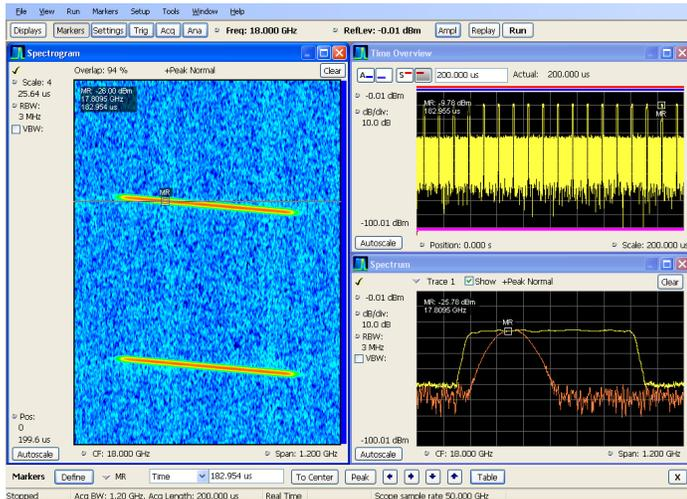 File View Run Markers Setup Presets Tools Window Help
Displays Markers Settings Trig Acq Ana Freq: 18.000 GHz RefLev: -0.01 dBm Ampl Replay Run
Spectrogram
Overlap: 94 % +Peak Normal Clear
Scale: 4
25.64 us
RBW:
3 MHz
VBW:
MR: -26.00 dBm
17.8095 GHz
182.954 us
MR
Pos:
0
199.6 us
Autoscale CF: 18.000 GHz Span: 1.200 GHz
Time Overview
A S 200.000 us Actual: 200.000 us
-0.01 dBm
dB/div:
10.0 dB
MR: -9.78 dBm
182.955 us
MR
-100.01 dBm
Autoscale Position: 0.000 s Scale: 200.000 us
Spectrum
Trace 1 Show +Peak Normal Clear
-0.01 dBm
dB/div:
10.0 dB
RBW:
3 MHz
VBW:
MR: -25.78 dBm
17.8095 GHz
MR
-100.01 dBm
Autoscale CF: 18.000 GHz Span: 1.200 GHz
Markers Define MR Time 182.954 us To Center Peak Table X
Stopped Acq BW: 1.20 GHz, Acq Length: 200.000 us Real Time Scope sample rate 50.000 GHz